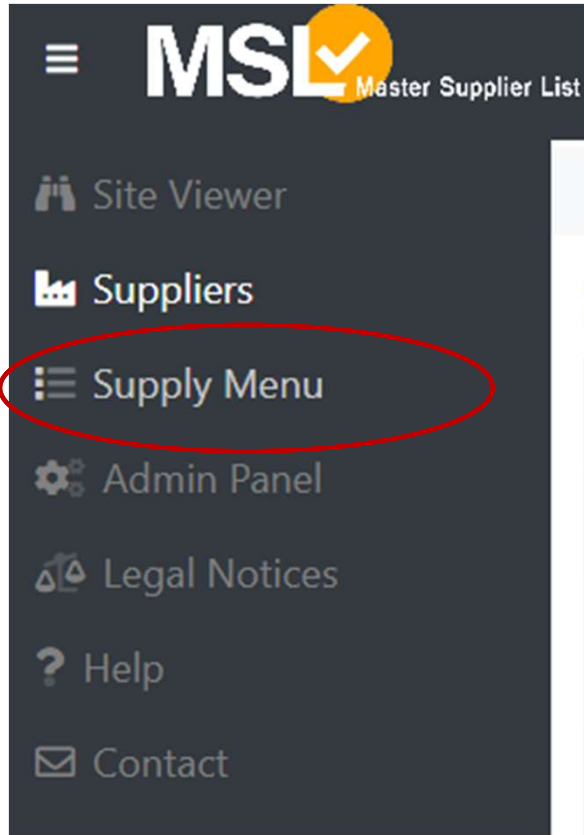 MSL Master Supplier List
Site Viewer
Suppliers
Supply Menu
Admin Panel
Legal Notices
Help
Contact